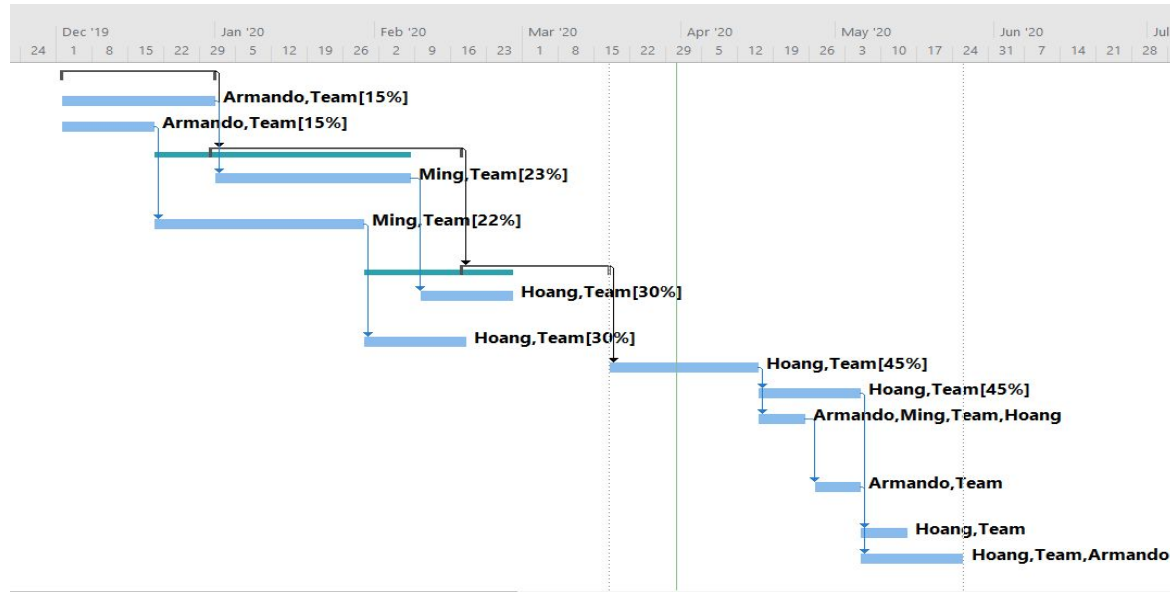 Dec '19 Jan '20 Feb '20 Mar '20 Apr '20 May '20 Jun '20 Jul
24 1 8 15 22 29 5 12 19 26 2 9 16 23 1 8 15 22 29 5 12 19 26 3 10 17 24 31 7 14 21 28
Armando,Team[15%]
Armando,Team[15%]
Ming,Team[23%]
Ming,Team[22%]
Hoang,Team[30%]
Hoang,Team[30%]
Hoang,Team[45%]
Hoang,Team[45%]
Armando,Ming,Team,Hoang
Armando,Team
Hoang,Team
Hoang,Team,Armando